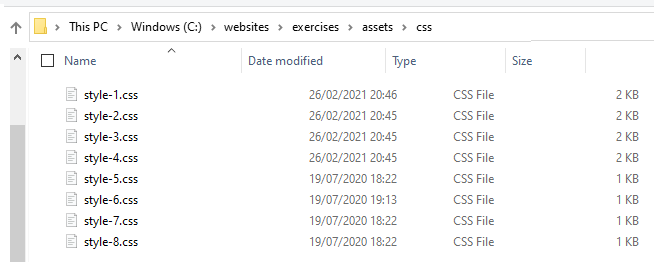 This PC > Windows (C:) > websites > exercises > assets > css
Name Date modified Type Size
style-1.css 26/02/2021 20:46 CSS File 2 KB
style-2.css 26/02/2021 20:45 CSS File 2 KB
style-3.css 26/02/2021 20:45 CSS File 2 KB
style-4.css 26/02/2021 20:45 CSS File 2 KB
style-5.css 19/07/2020 18:22 CSS File 1 KB
style-6.css 19/07/2020 19:13 CSS File 1 KB
style-7.css 19/07/2020 18:22 CSS File 1 KB
style-8.css 19/07/2020 18:22 CSS File 1 KB